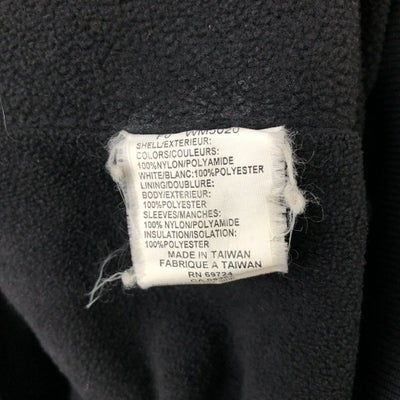 SHELL/EXTERIEUR:
COLORS/COULEURS:
100%NYLON/POLYAMIDE
WHITE/BLANC:100%POLYESTER
LINING/DOUBLURE:
BODY/EXTERIEUR:
100%POLYESTER
SLEEVES/MANCHES:
100% NYLON/POLYAMIDE
INSULATION/ISOLATION:
100%POLYESTER
MADE IN TAIWAN
FABRIQUE A TAIWAN
RN 69724